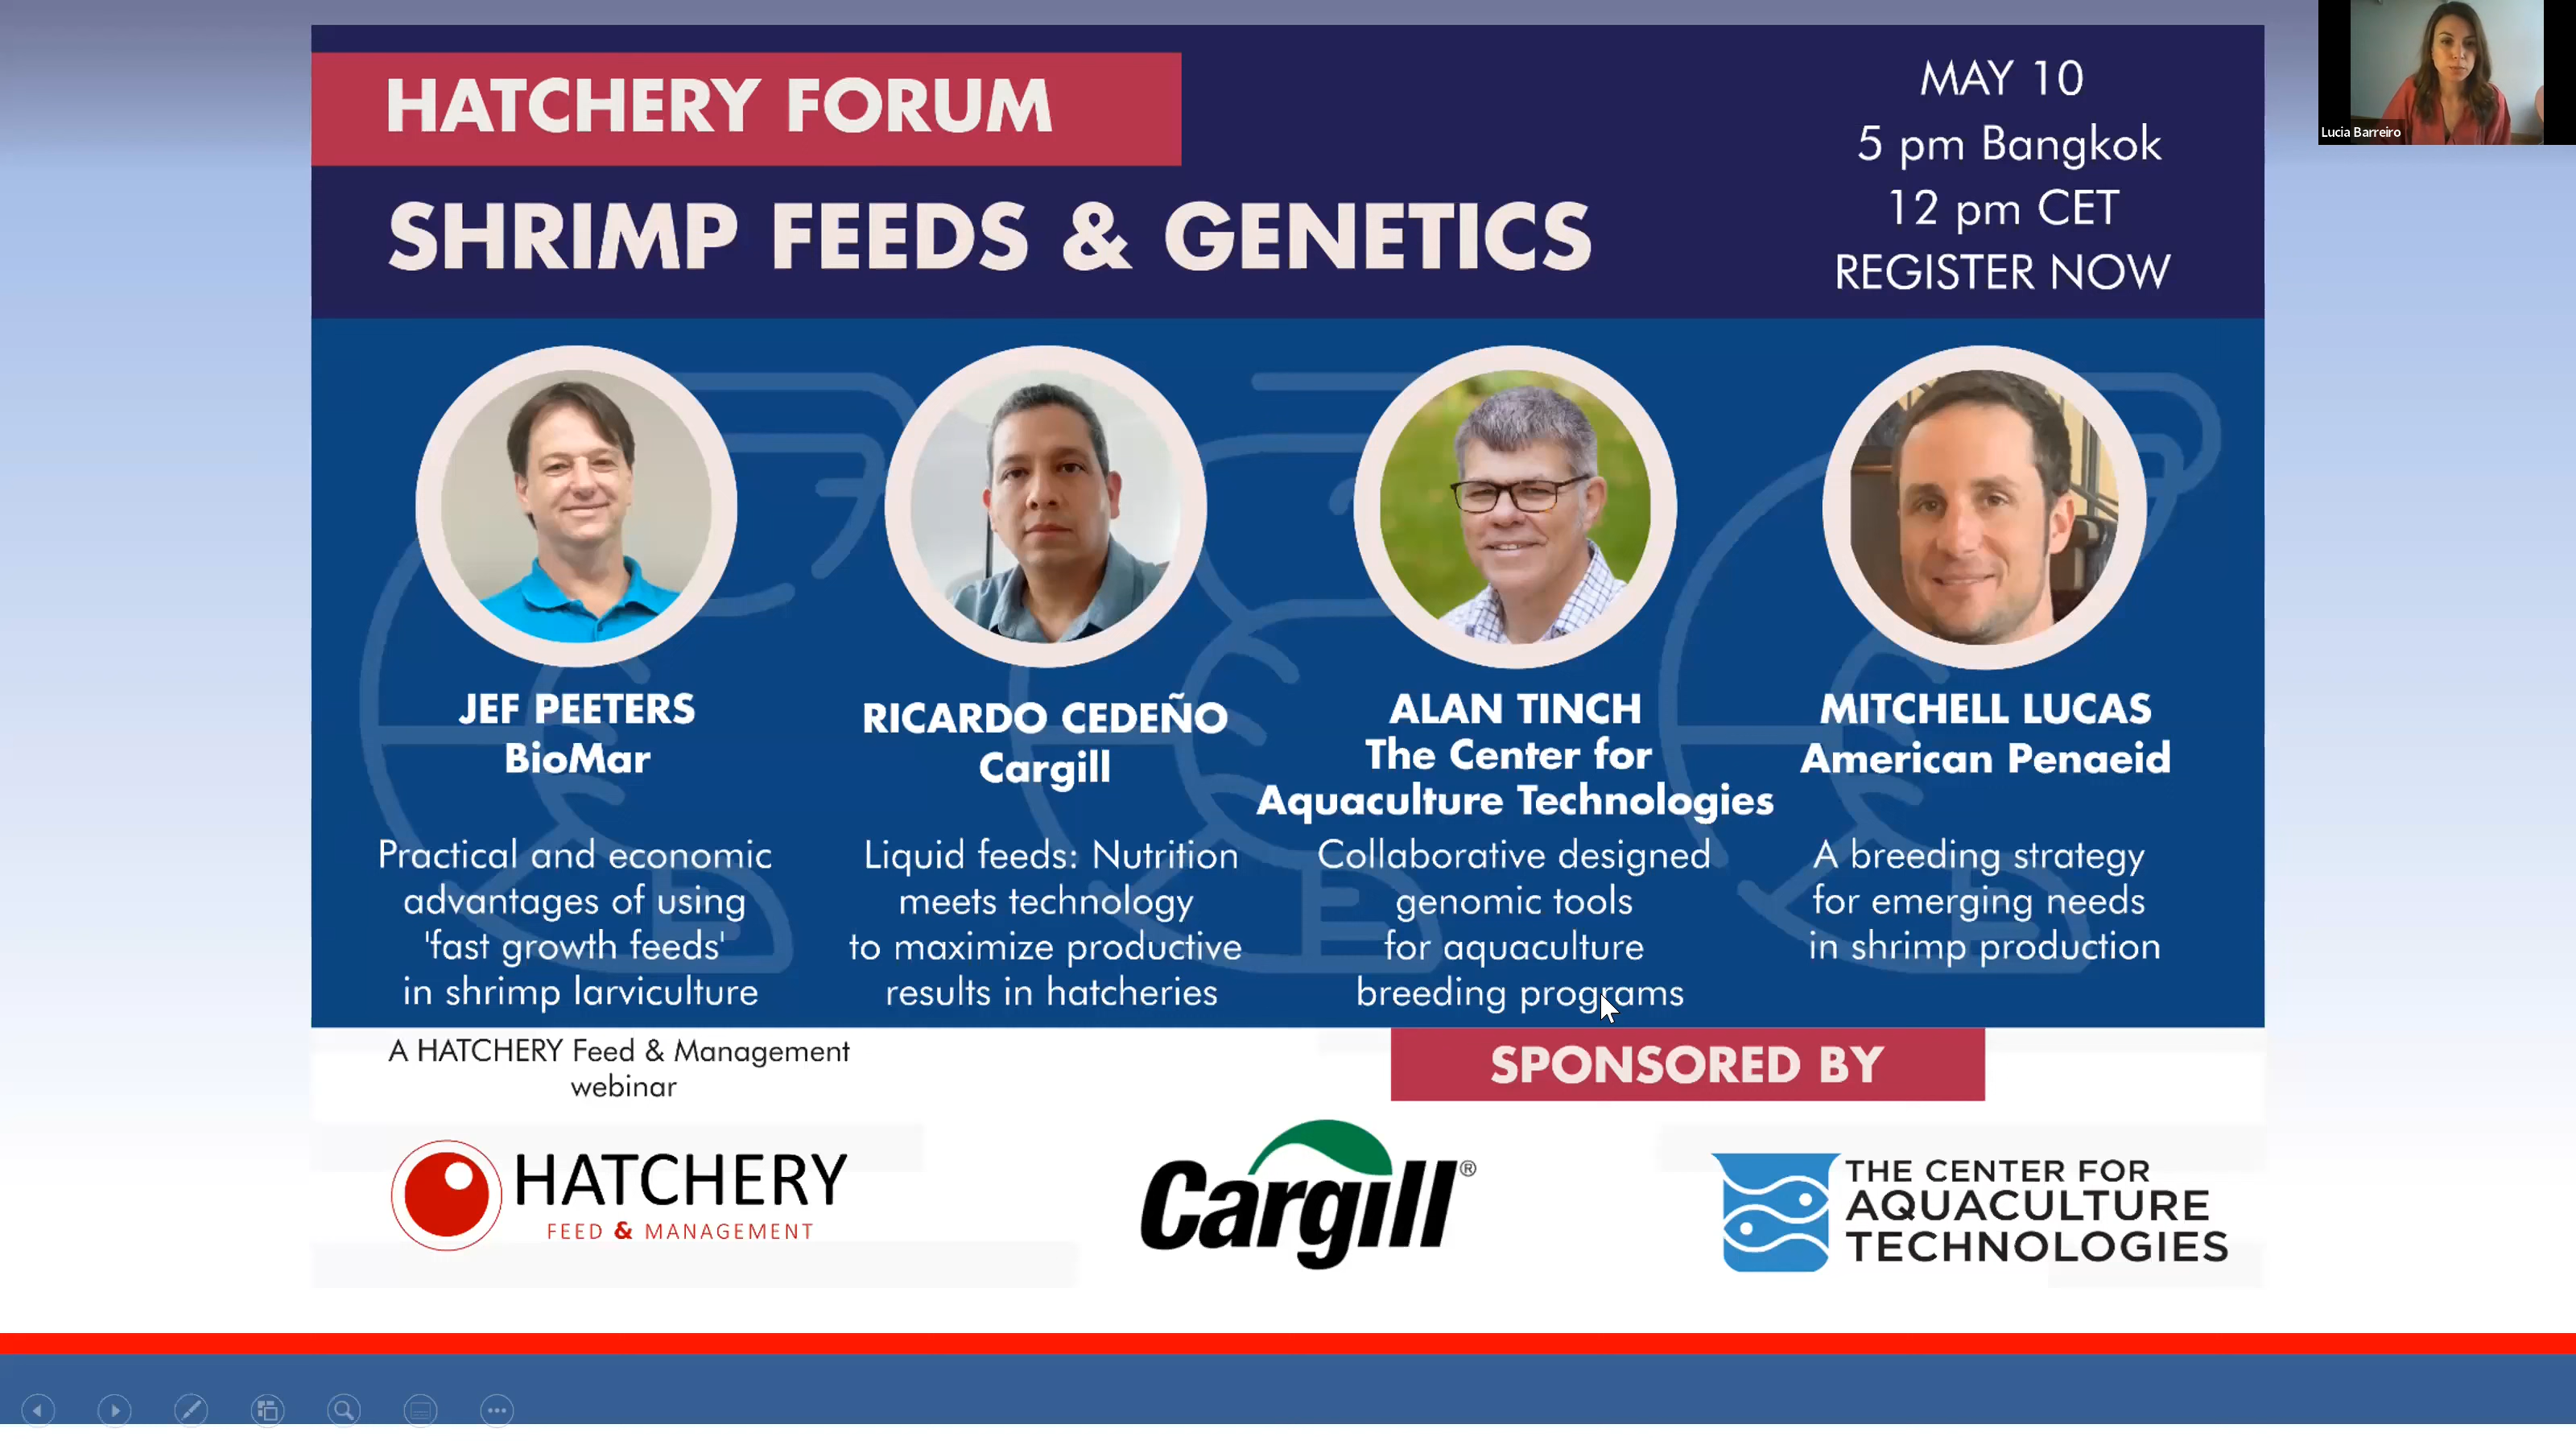 HATCHERY FORUM
SHRIMP FEEDS & GENETICS
MAY 10
5 pm Bangkok
12 pm CET
REGISTER NOW
Lucia Barreiro
JEF PEETERS
BioMar
Practical and economic
advantages of using
'fast growth feeds'
in shrimp larviculture
RICARDO CEDEÑO
Cargill
Liquid feeds: Nutrition
meets technology
to maximize productive
results in hatcheries
ALAN TINCH
The Center for
Aquaculture Technologies
Collaborative designed
genomic tools
for aquaculture
breeding programs
MITCHELL LUCAS
American Penaeid
A breeding strategy
for emerging needs
in shrimp production
A HATCHERY Feed & Management
webinar
SPONSORED BY
HATCHERY
FEED & MANAGEMENT
Cargill®
THE CENTER FOR
AQUACULTURE
TECHNOLOGIES